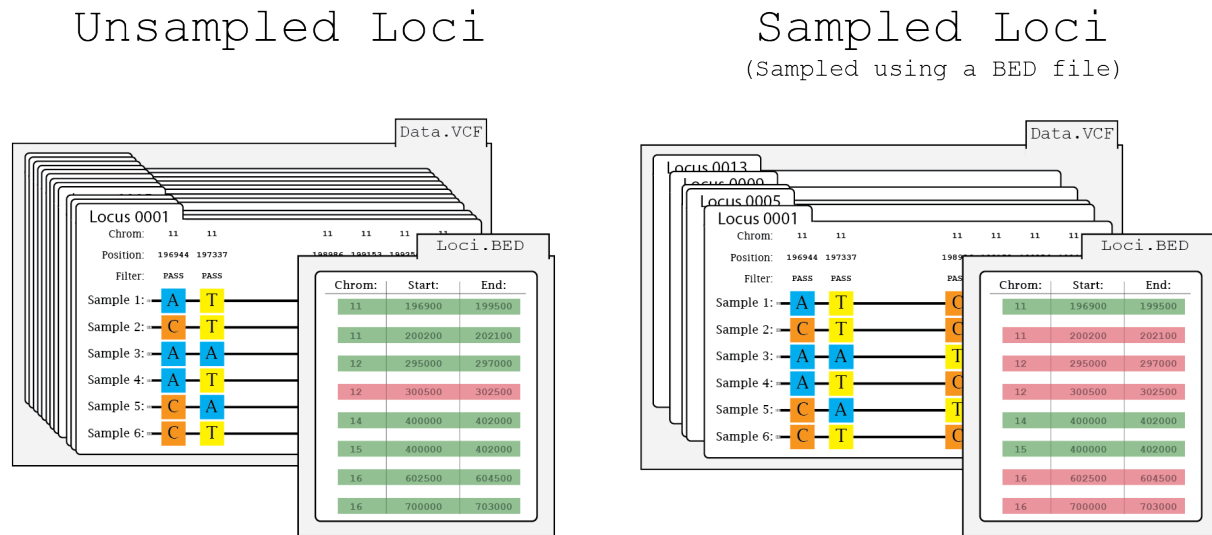 Unsampled Loci
Data.VCF
Locus 0001
Chrom: 11 11 11 11 11 11
Position: 196944 197337 198986 199153
Filter: PASS PASS
Sample 1: A T
Sample 2: C T
Sample 3: A A
Sample 4: A T
Sample 5: C A
Sample 6: C T
Loci.BED
Chrom: Start: End:
11 196900 199500
11 200200 202100
12 295000 297000
12 300500 302500
14 400000 402000
15 400000 402000
16 602500 604500
16 700000 703000
Sampled Loci
(Sampled using a BED file)
Data.VCF
Locus 0013
Locus 0009
Locus 0005
Locus 0001
Chrom: 11 11 11 11 11 11
Position: 196944 197337
Filter: PASS PASS PASS
Sample 1: A T C
Sample 2: C T C
Sample 3: A A T
Sample 4: A T C
Sample 5: C A T
Sample 6: C T C
Loci.BED
Chrom: Start: End:
11 196900 199500
11 200200 202100
12 295000 297000
12 300500 302500
14 400000 402000
15 400000 402000
16 602500 604500
16 700000 703000